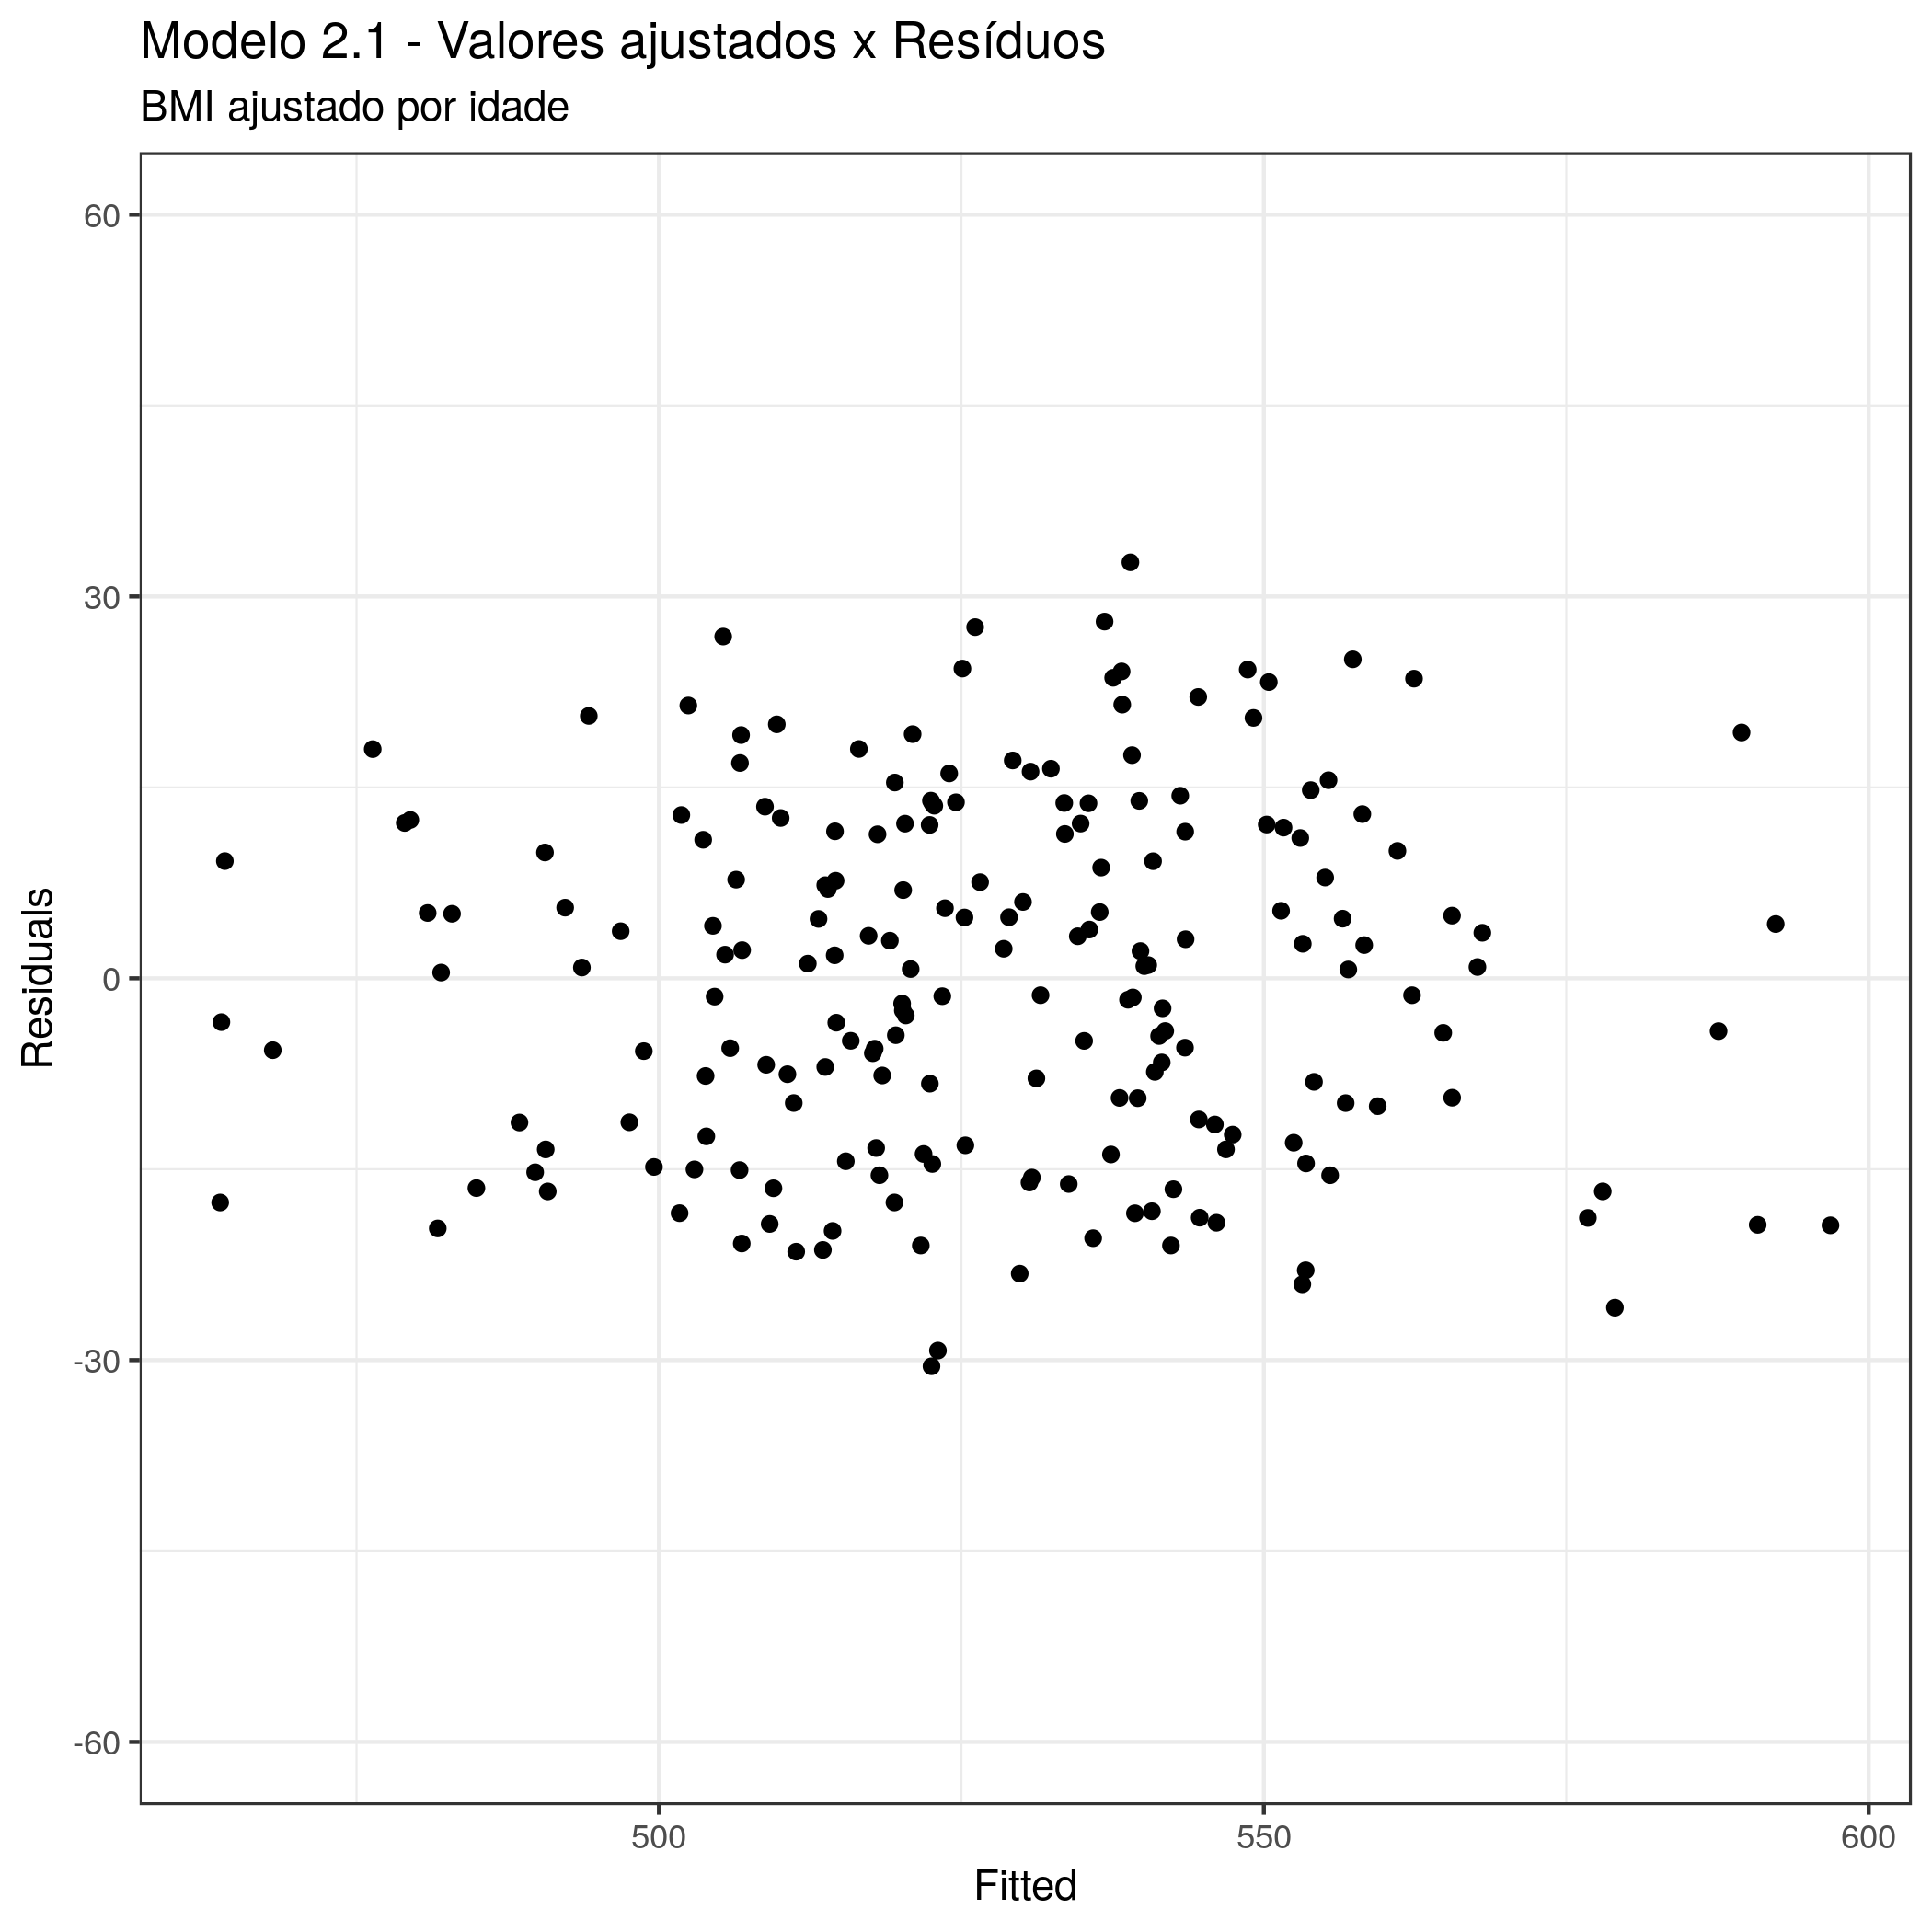 Modelo 2.1 - Valores ajustados x Resíduos
BMI ajustado por idade
60
30
0
-30
-60
Residuals
500 550 600
Fitted